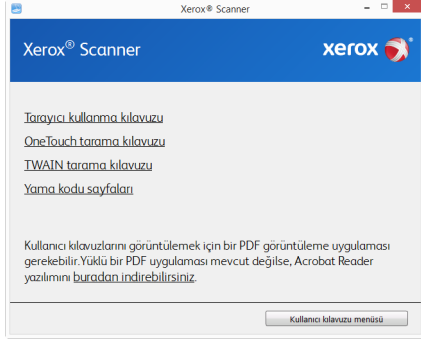 Xerox® Scanner
Xerox® Scanner
xerox
Tarayıcı kullanma kılavuzu
OneTouch tarama kılavuzu
TWAIN tarama kılavuzu
Yama kodu sayfaları
Kullanıcı kılavuzlarını görüntülemek için bir PDF görüntüleme uygulaması
gerekebilir.Yüklü bir PDF uygulaması mevcut değilse, Acrobat Reader
yazılımını buradan indirebilirsiniz.
Kullanıcı kılavuzu menüsü